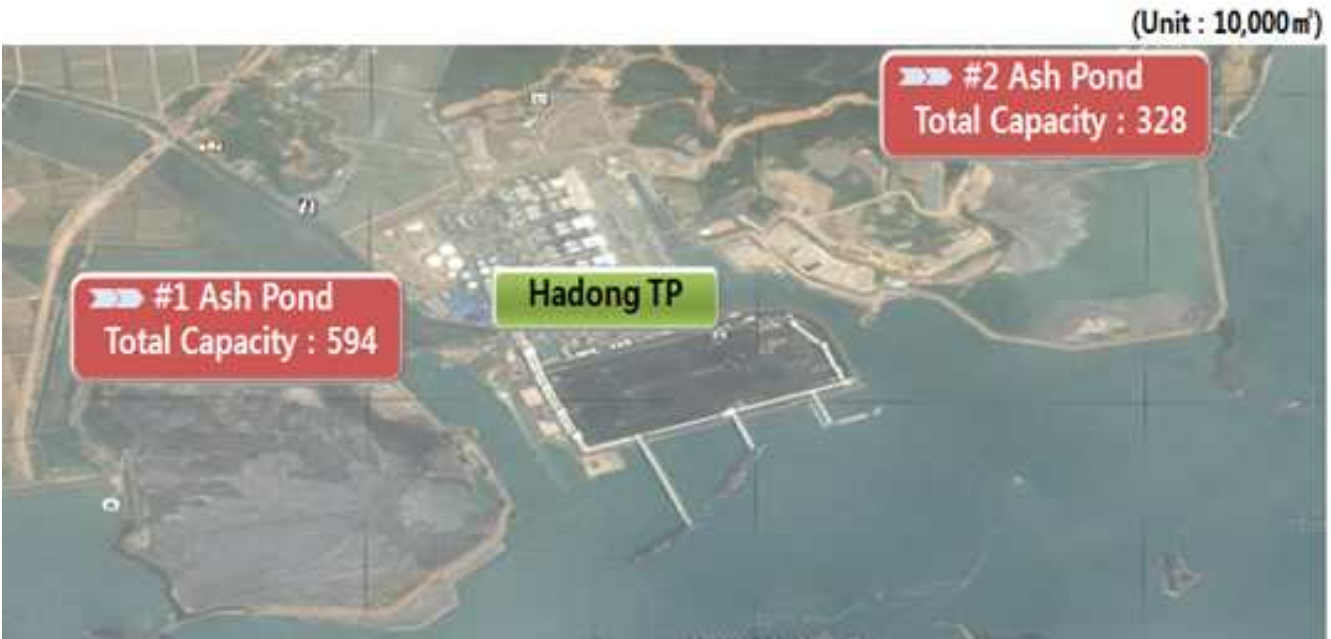 (Unit : 10,000㎥)
#2 Ash Pond
Total Capacity : 328
#1 Ash Pond
Total Capacity : 594
Hadong TP